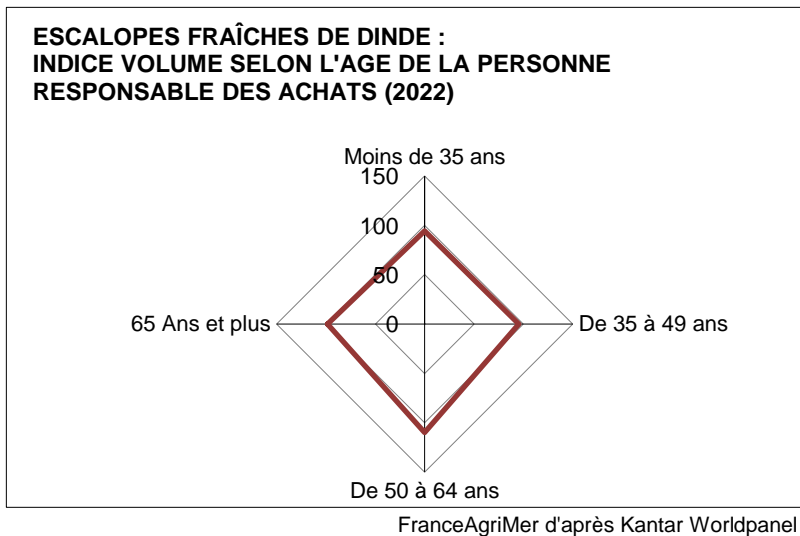 ESCALOPES FRAÎCHES DE DINDE :
INDICE VOLUME SELON L'AGE DE LA PERSONNE
RESPONSABLE DES ACHATS (2022)
Moins de 35 ans
150
100
50
0
65 Ans et plus
De 35 à 49 ans
De 50 à 64 ans
FranceAgriMer d'après Kantar Worldpanel